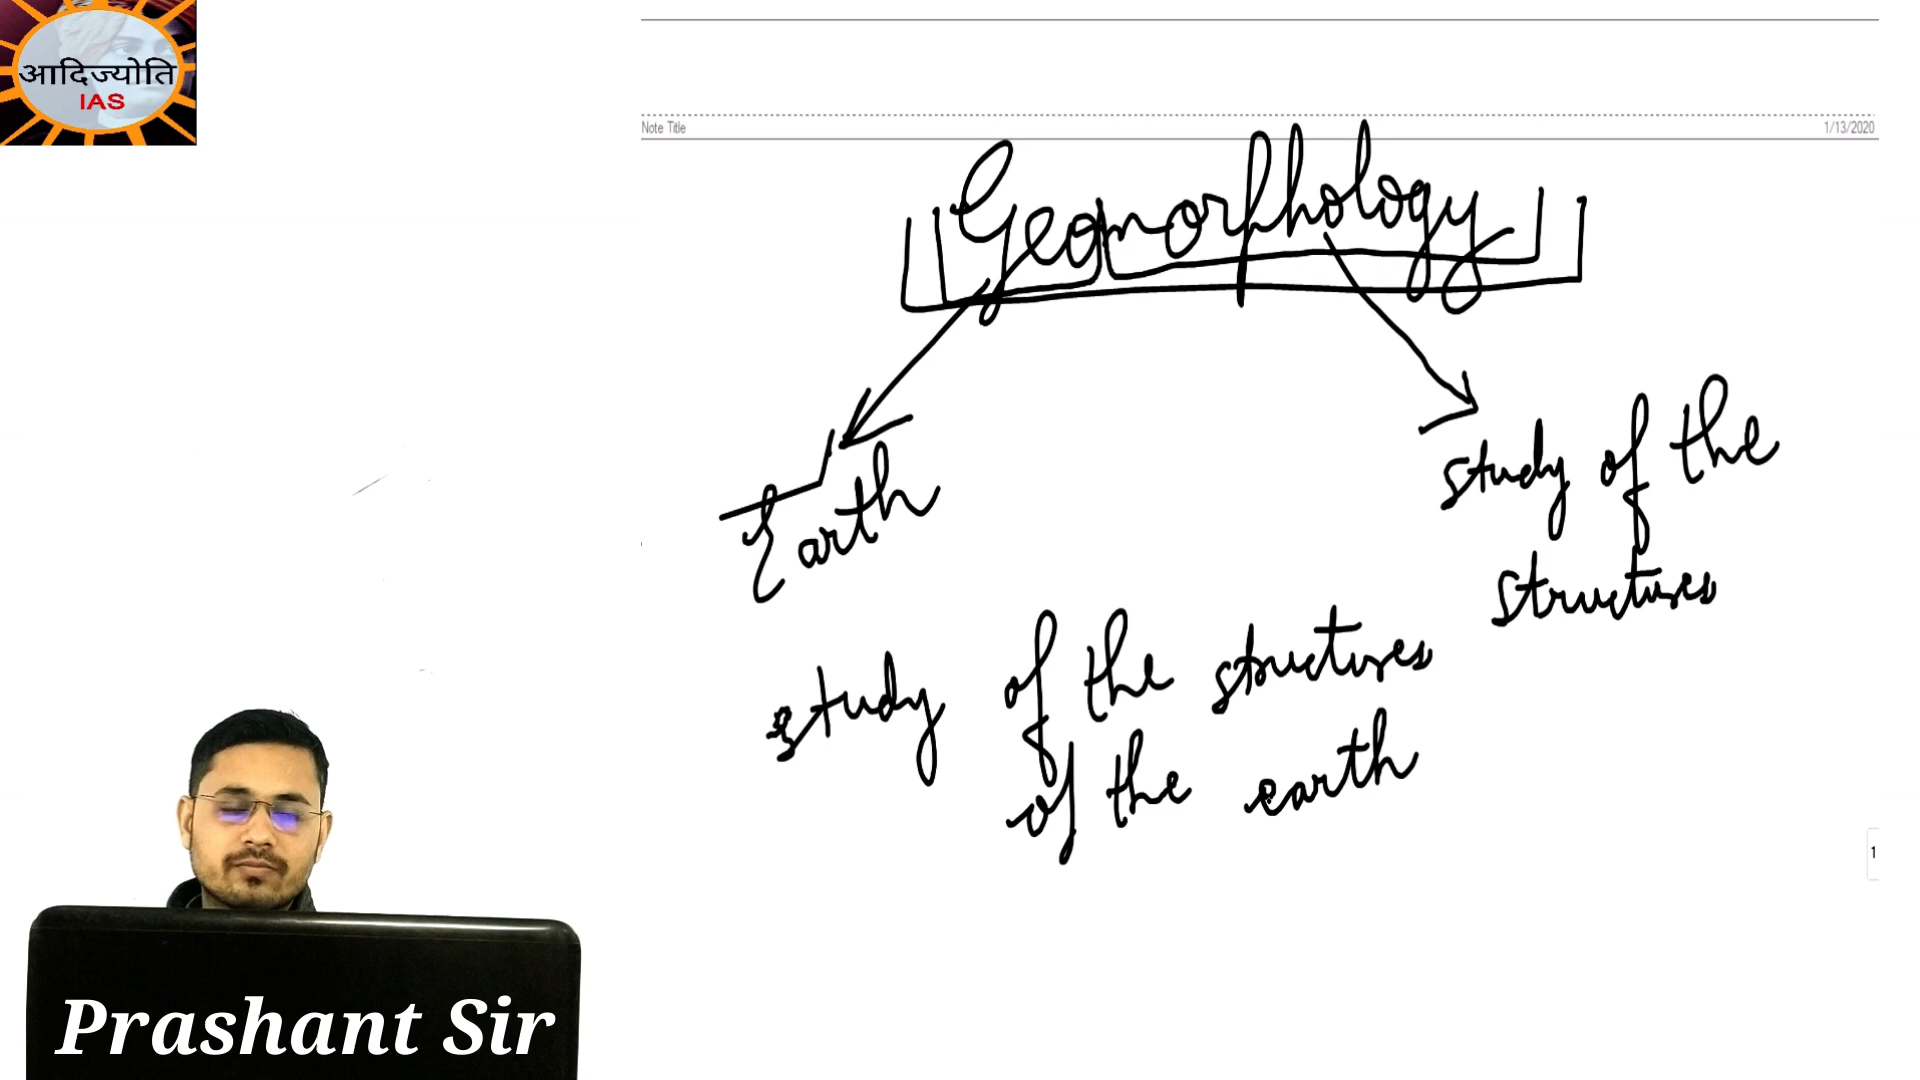 आदिज्योति
IAS
Note Title
1/13/2020
Geomorphology
Earth
study of the
structures
study of the structures
of the earth
1
Prashant Sir